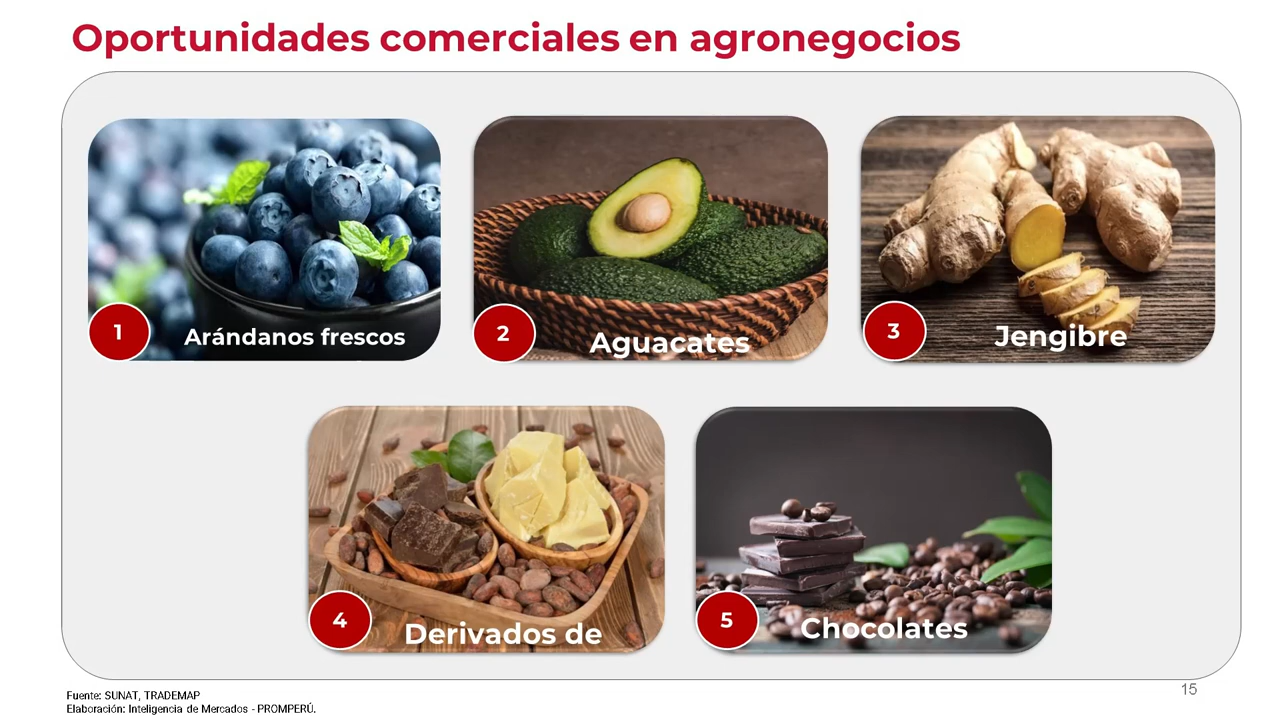 Oportunidades comerciales en agronegocios
1
Arándanos frescos
2
Aguacates
3
Jengibre
4
Derivados de
5
Chocolates
Fuente: SUNAT, TRADEMAP
Elaboración: Inteligencia de Mercados - PROMPERÚ.
15